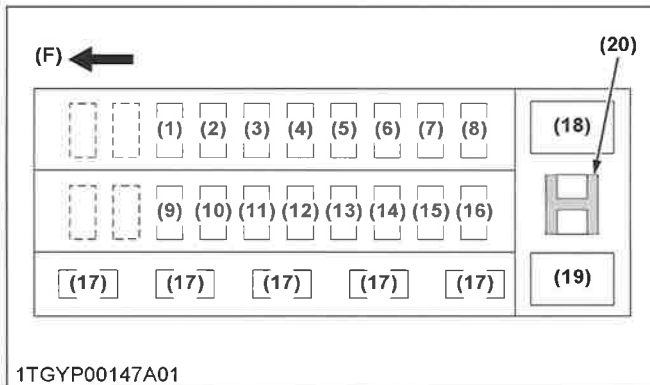 (F)
(20)
(1) (2) (3) (4) (5) (6) (7) (8)
(18)
(9) (10) (11) (12) (13) (14) (15) (16)
(17) (17) (17) (17) (17)
(19)
1TGYP00147A01